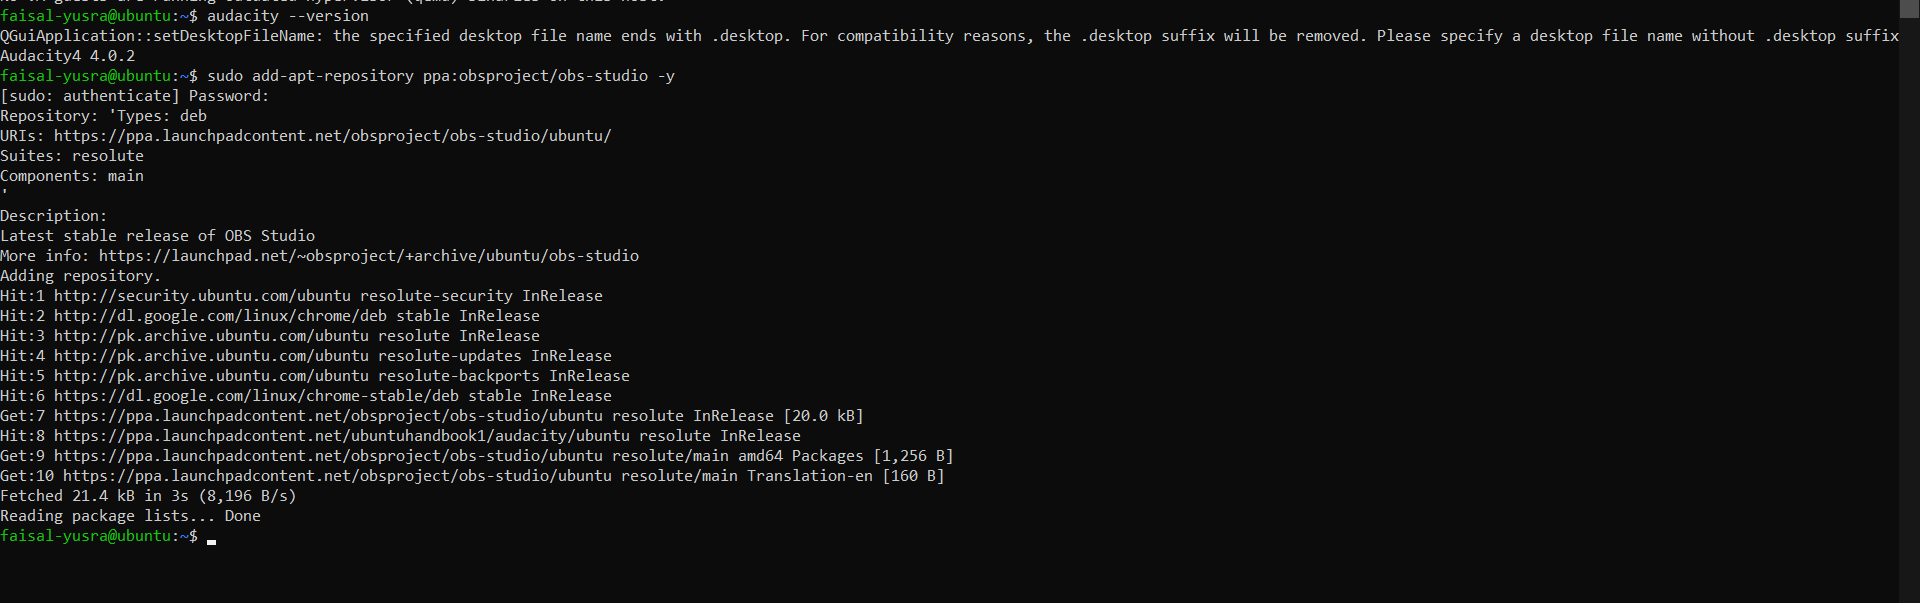 faisal-yusra@ubuntu:~$ audacity --version
QGuiApplication::setDesktopFileName: the specified desktop file name ends with .desktop. For compatibility reasons, the .desktop suffix will be removed. Please specify a desktop file name without .desktop suffix
Audacity4 4.0.2
faisal-yusra@ubuntu:~$ sudo add-apt-repository ppa:obsproject/obs-studio -y
[sudo: authenticate] Password:
Repository: 'Types: deb
URIs: https://ppa.launchpadcontent.net/obsproject/obs-studio/ubuntu/
Suites: resolute
Components: main
'
Description:
Latest stable release of OBS Studio
More info: https://launchpad.net/~obsproject/+archive/ubuntu/obs-studio
Adding repository.
Hit:1 http://security.ubuntu.com/ubuntu resolute-security InRelease
Hit:2 http://dl.google.com/linux/chrome/deb stable InRelease
Hit:3 http://pk.archive.ubuntu.com/ubuntu resolute InRelease
Hit:4 http://pk.archive.ubuntu.com/ubuntu resolute-updates InRelease
Hit:5 http://pk.archive.ubuntu.com/ubuntu resolute-backports InRelease
Hit:6 https://dl.google.com/linux/chrome-stable/deb stable InRelease
Get:7 https://ppa.launchpadcontent.net/obsproject/obs-studio/ubuntu resolute InRelease [20.0 kB]
Hit:8 https://ppa.launchpadcontent.net/ubuntuhandbook1/audacity/ubuntu resolute InRelease
Get:9 https://ppa.launchpadcontent.net/obsproject/obs-studio/ubuntu resolute/main amd64 Packages [1,256 B]
Get:10 https://ppa.launchpadcontent.net/obsproject/obs-studio/ubuntu resolute/main Translation-en [160 B]
Fetched 21.4 kB in 3s (8,196 B/s)
Reading package lists... Done
faisal-yusra@ubuntu:~$